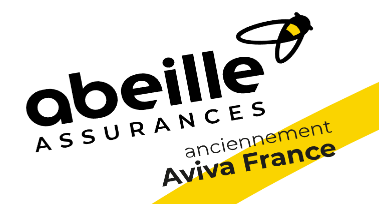 abeille
ASSURANCES
anciennement
Aviva France